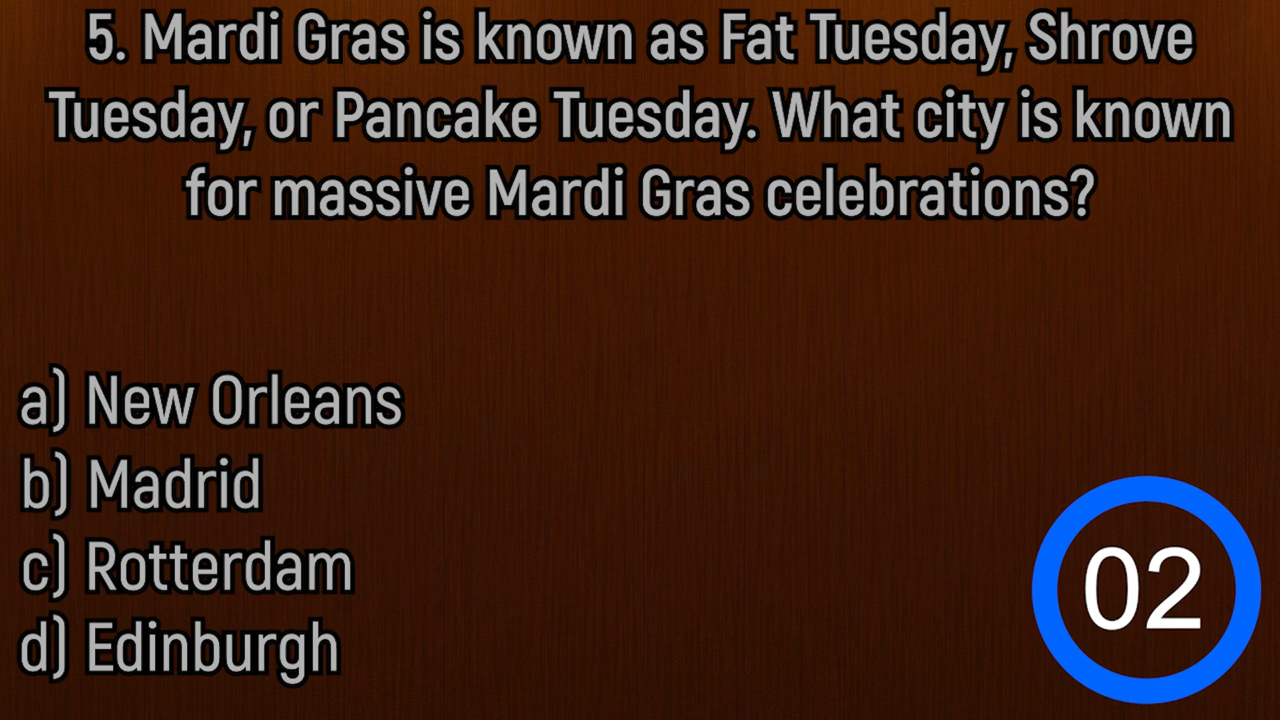 5. Mardi Gras is known as Fat Tuesday, Shrove
Tuesday, or Pancake Tuesday. What city is known
for massive Mardi Gras celebrations?
a) New Orleans
b) Madrid
c) Rotterdam
d) Edinburgh
02